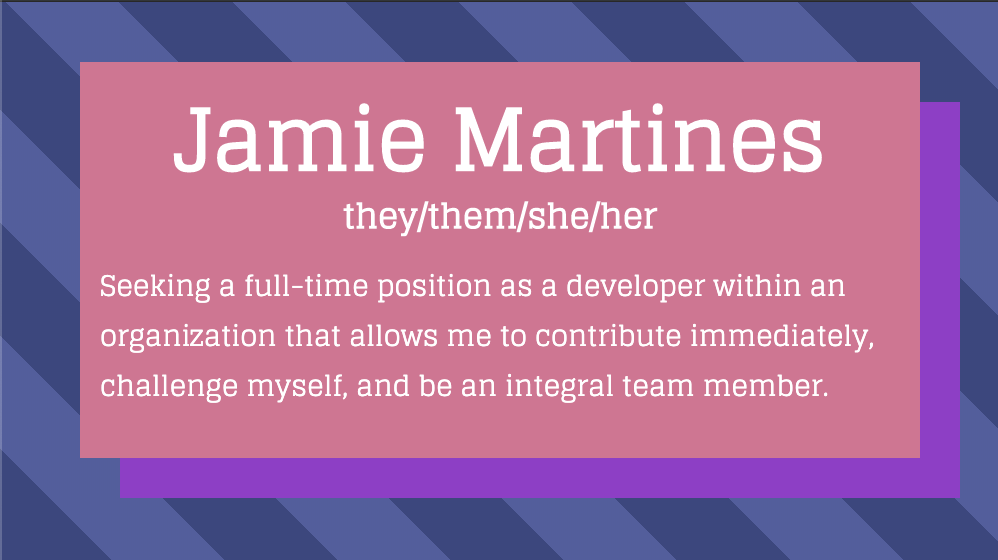 Jamie Martines
they/them/she/her
Seeking a full-time position as a developer within an
organization that allows me to contribute immediately,
challenge myself, and be an integral team member.